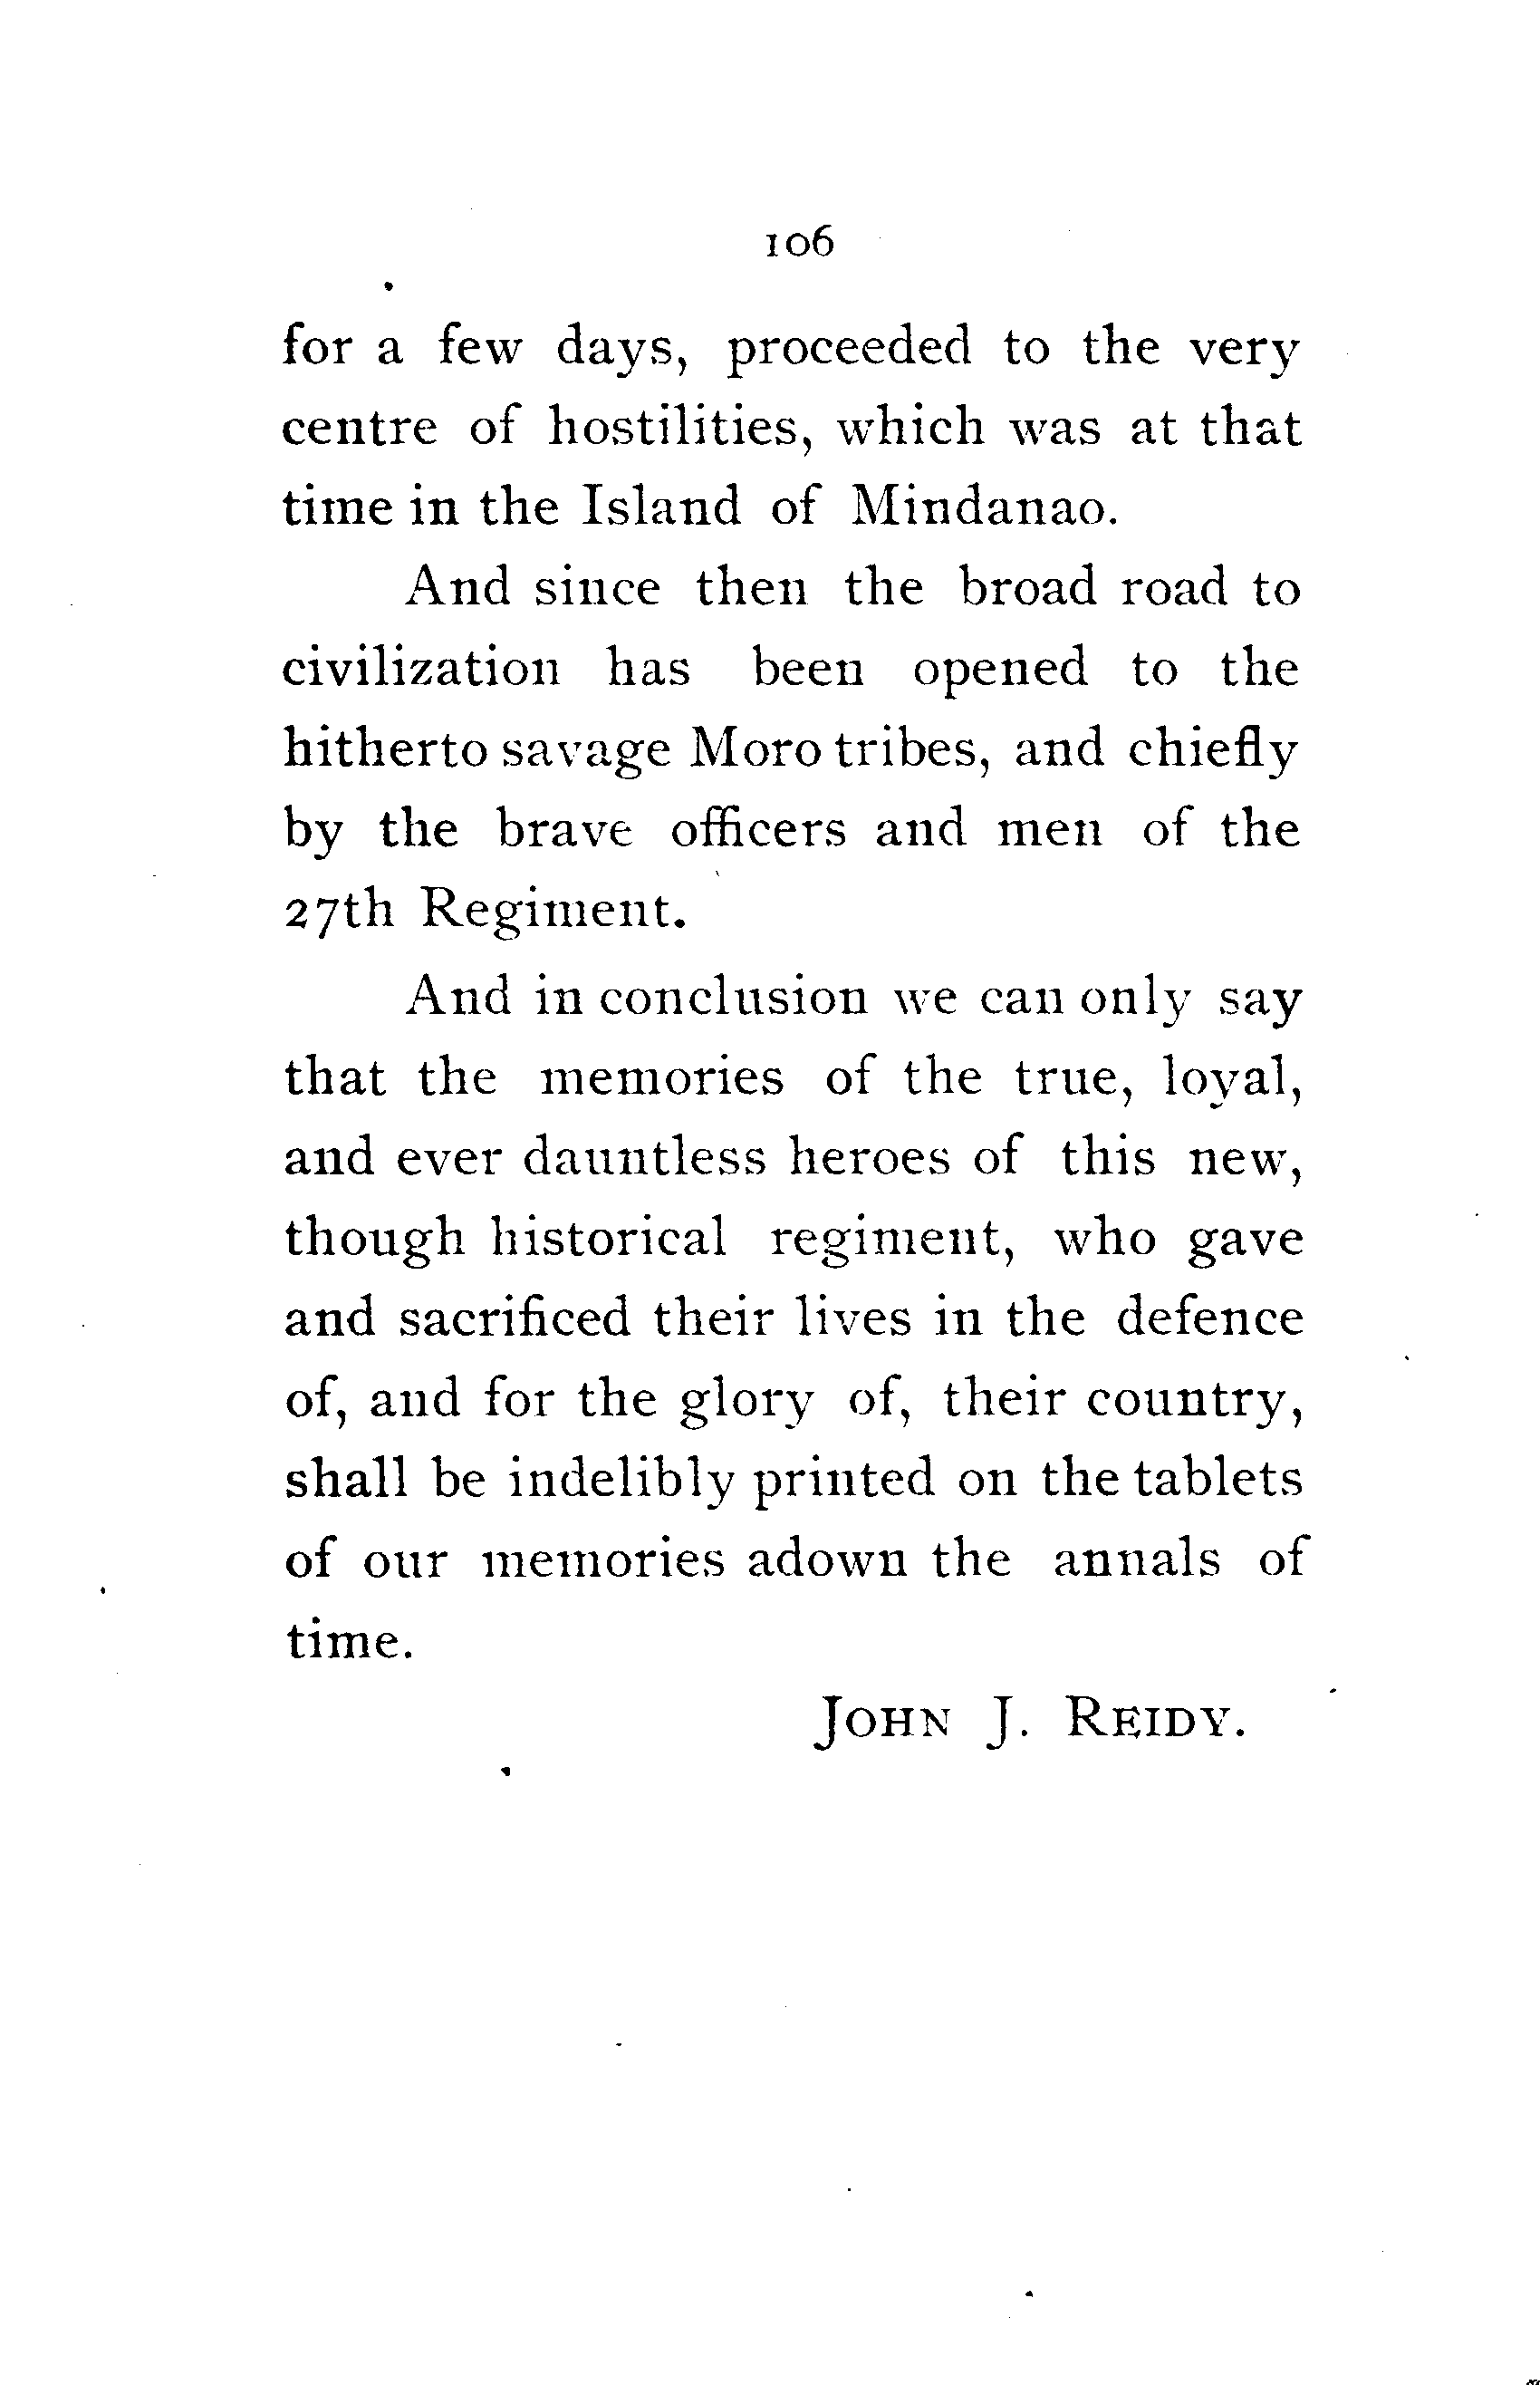 106
for a few days, proceeded to the very
centre of hostilities, which was at that
time in the Island of Mindanao.
And since then the broad road to
civilization has been opened to the
hitherto savage Moro tribes, and chiefly
by the brave officers and men of the
27th Regiment.
And in conclusion we can only say
that the memories of the true, loyal,
and ever dauntless heroes of this new,
though historical regiment, who gave
and sacrificed their lives in the defence
of, and for the glory of, their country,
shall be indelibly printed on the tablets
of our memories adown the annals of
time.
JOHN J. REIDY.